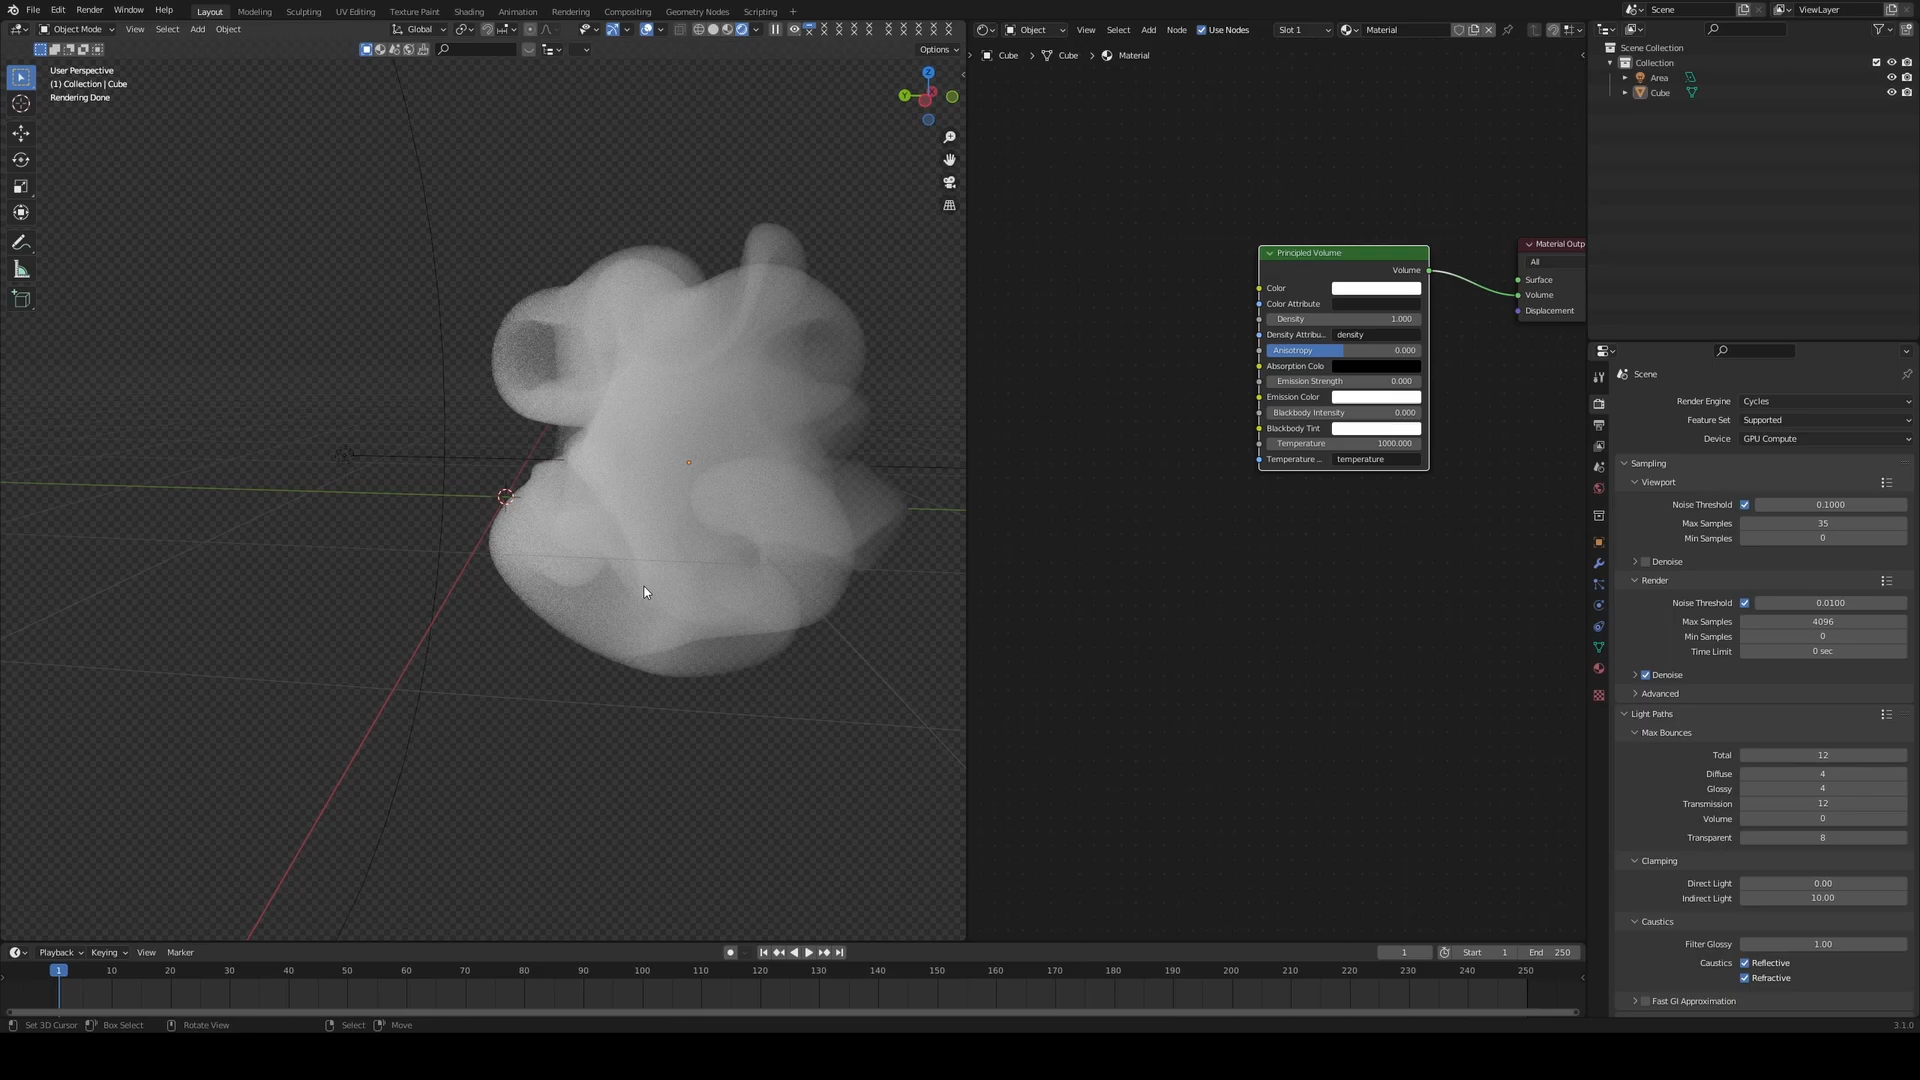 File Edit Render Window Help Layout Modeling Sculpting UV Editing Texture Paint Shading Animation Rendering Compositing Geometry Nodes Scripting + Scene ViewLayer
Object Mode View Select Add Object Global
Object View Select Add Node Use Nodes Slot 1 Material
Options
User Perspective
(1) Collection | Cube
Rendering Done
Z
Y
Cube > Cube > Material
Scene Collection
Collection
Area
Cube
Principled Volume
Volume
Color
Color Attribute
Density 1.000
Density Attribu.. density
Anisotropy 0.000
Absorption Colo
Emission Strength 0.000
Emission Color
Blackbody Intensity 0.000
Blackbody Tint
Temperature 1000.000
Temperature .. temperature
Material Outp
All
Surface
Volume
Displacement
Scene
Render Engine Cycles
Feature Set Supported
Device GPU Compute
Sampling
Viewport
Noise Threshold 0.1000
Max Samples 35
Min Samples 0
Denoise
Render
Noise Threshold 0.0100
Max Samples 4096
Min Samples 0
Time Limit 0 sec
Denoise
Advanced
Light Paths
Max Bounces
Total 12
Diffuse 4
Glossy 4
Transmission 12
Volume 0
Transparent 8
Clamping
Direct Light 0.00
Indirect Light 10.00
Caustics
Filter Glossy 1.00
Caustics Reflective
Refractive
Fast GI Approximation
Playback Keying View Marker 1 Start 1 End 250
1 10 20 30 40 50 60 70 80 90 100 110 120 130 140 150 160 170 180 190 200 210 220 230 240 250
Set 3D Cursor Box Select Rotate View Select Move 3.1.0